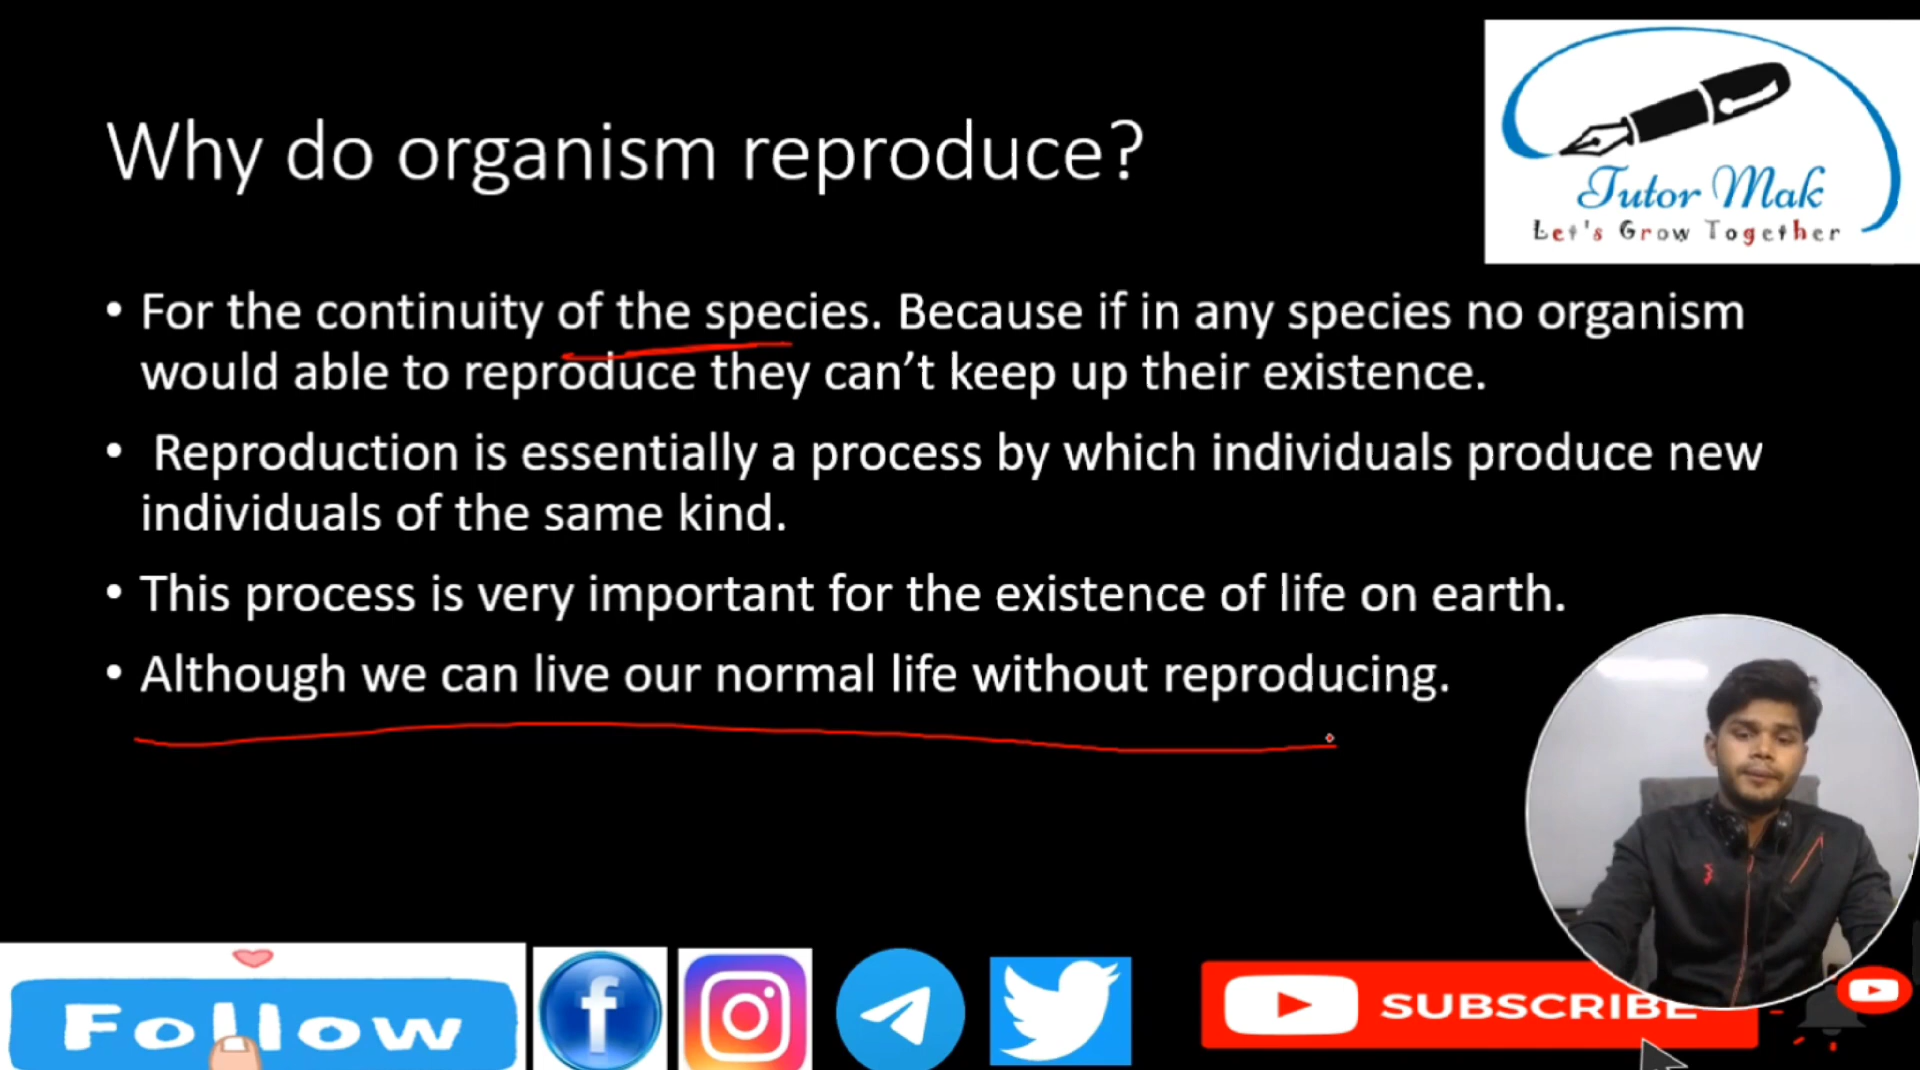 Tutor Mak
Let's Grow Together
Why do organism reproduce?
• For the continuity of the species. Because if in any species no organism
would able to reproduce they can’t keep up their existence.
• Reproduction is essentially a process by which individuals produce new
individuals of the same kind.
• This process is very important for the existence of life on earth.
• Although we can live our normal life without reproducing.
Follow
SUBSCRIBE